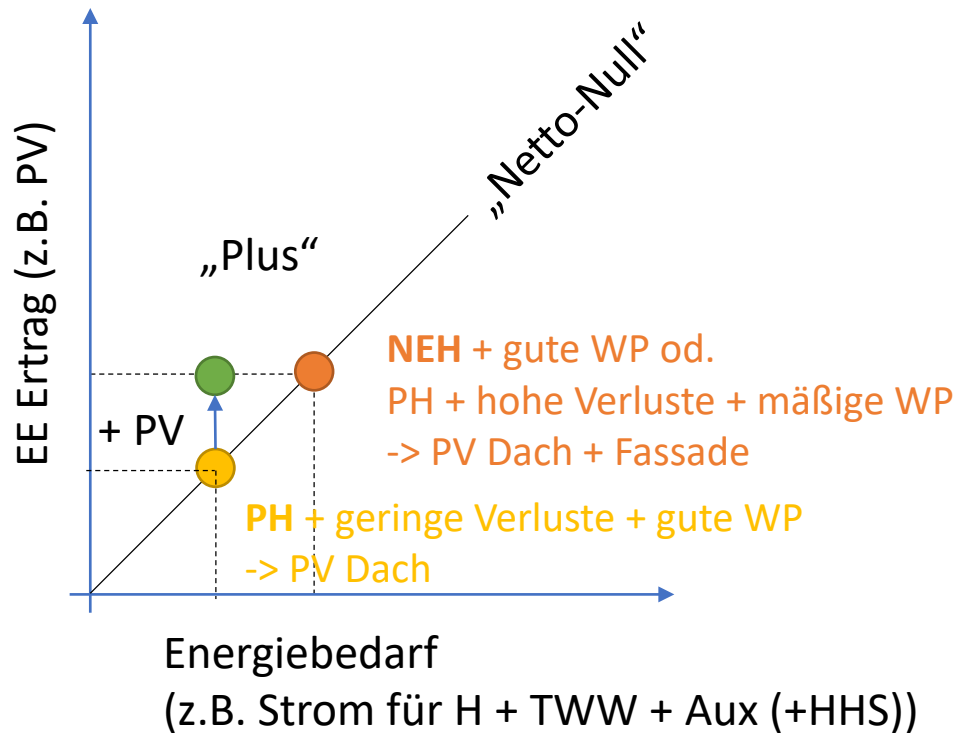 „Netto-Null“
EE Ertrag (z.B. PV)
„Plus“
NEH + gute WP od.
PH + hohe Verluste + mäßige WP
-> PV Dach + Fassade
+ PV
PH + geringe Verluste + gute WP
-> PV Dach
Energiebedarf
(z.B. Strom für H + TWW + Aux (+HHS))